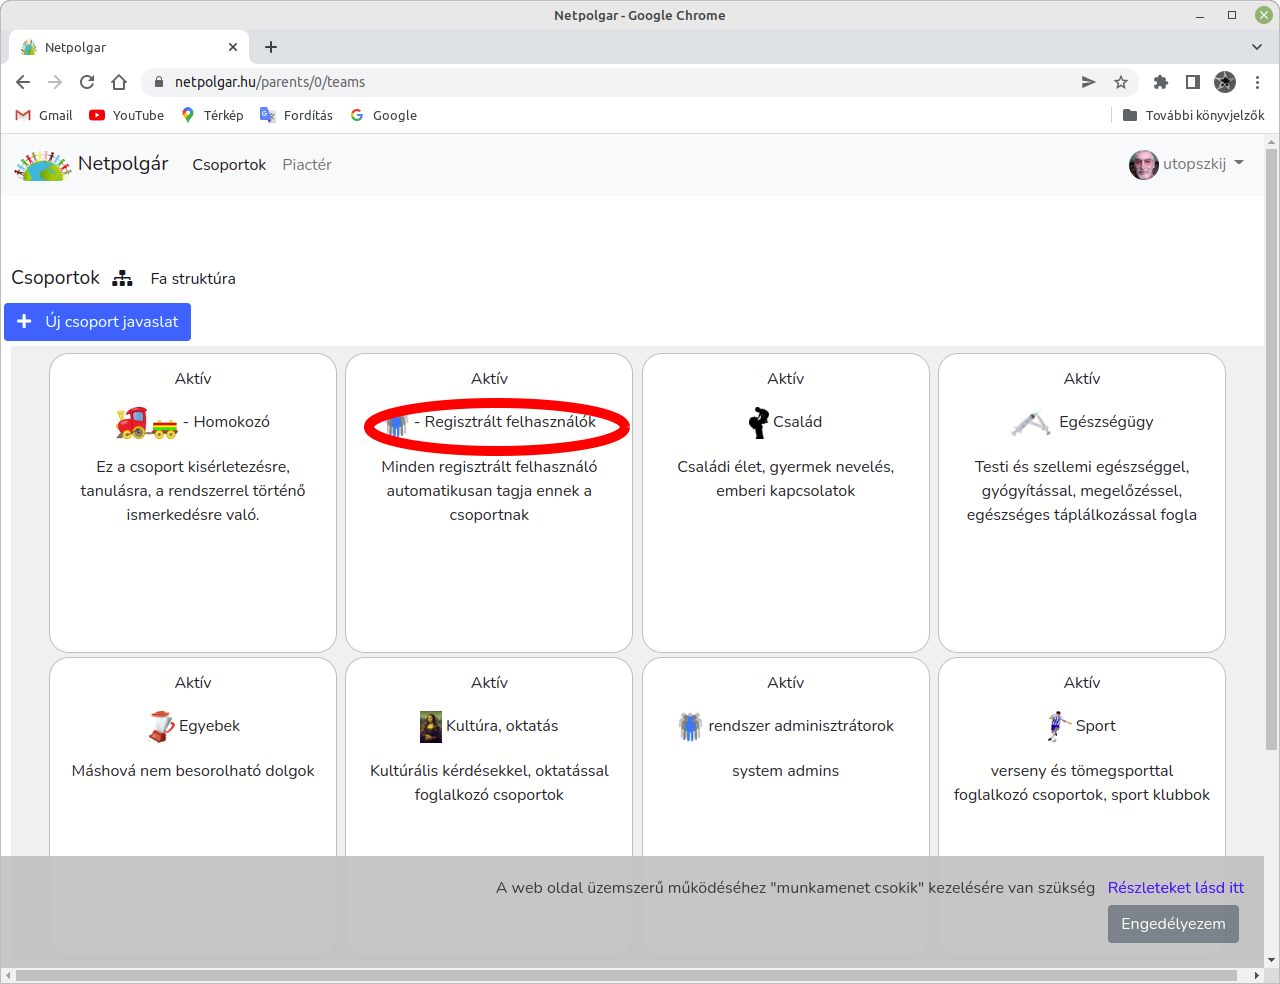 Netpolgar - Google Chrome
Netpolgar
netpolgar.hu/parents/0/teams
Gmail YouTube Térkép Fordítás Google További könyvjelzők
Netpolgár Csoportok Piactér utopszkij
Csoportok Fa struktúra
+ Új csoport javaslat
Aktív
- Homokozó
Ez a csoport kisérletezésre,
tanulásra, a rendszerrel történő
ismerkedésre való.
Aktív
- Regisztrált felhasználók
Minden regisztrált felhasználó
automatikusan tagja ennek a
csoportnak
Aktív
Család
Családi élet, gyermek nevelés,
emberi kapcsolatok
Aktív
Egészségügy
Testi és szellemi egészséggel,
gyógyítással, megelőzéssel,
egészséges táplálkozással fogla
Aktív
Egyebek
Máshová nem besorolható dolgok
Aktív
Kultúra, oktatás
Kultúrális kérdésekkel, oktatással
foglalkozó csoportok
Aktív
rendszer adminisztrátorok
system admins
Aktív
Sport
verseny és tömegsporttal
foglalkozó csoportok, sport klubbok
A web oldal üzemszerű működéséhez "munkamenet csokik" kezelésére van szükség Részleteket lásd itt
Engedélyezem